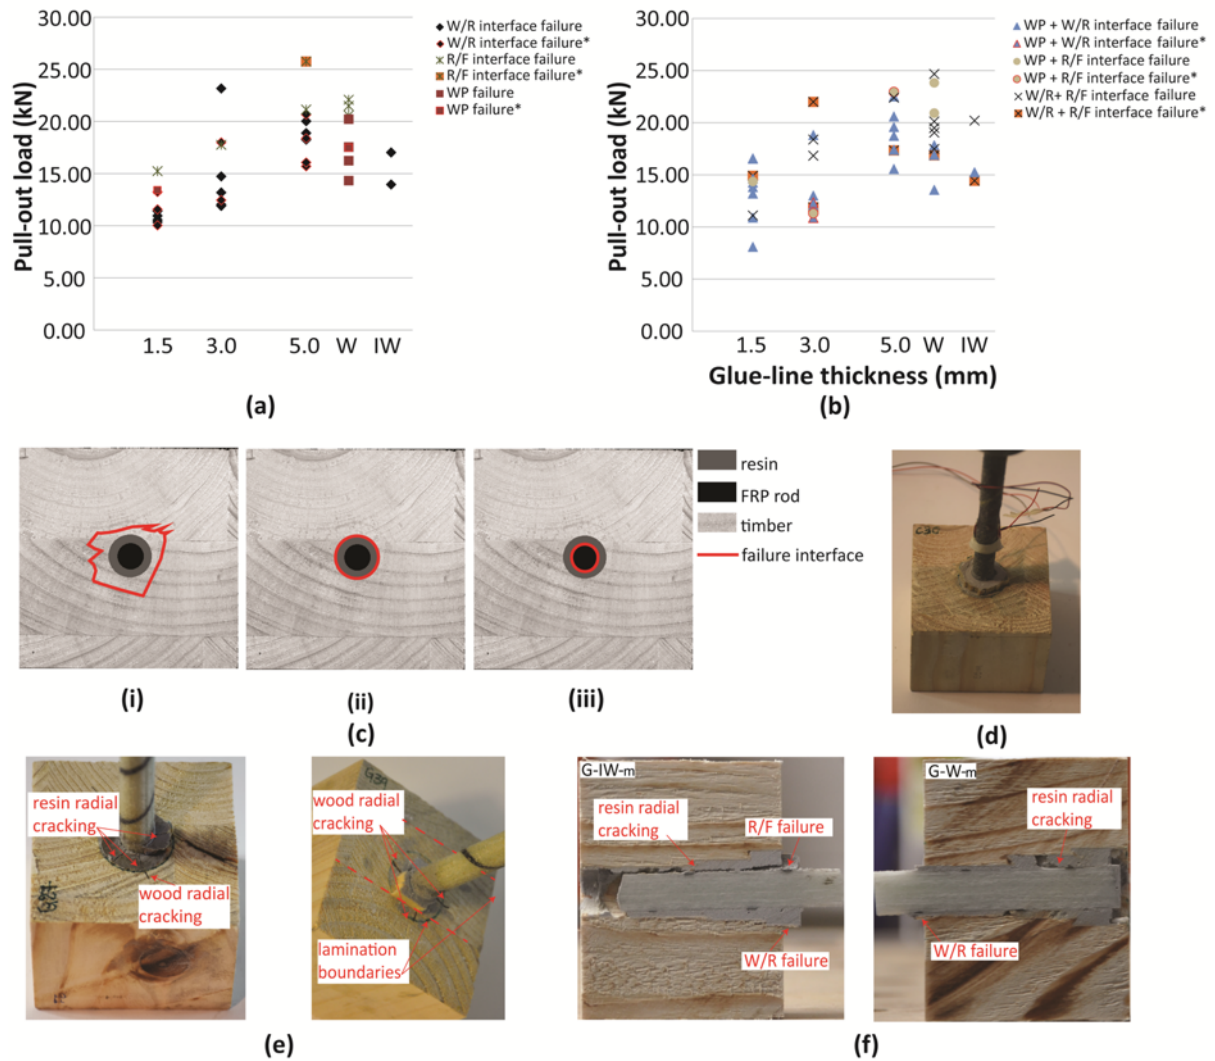 30.00
25.00
20.00
15.00
10.00
5.00
0.00
Pull-out load (kN)
1.5 3.0 5.0 W IW
W/R interface failure
W/R interface failure*
R/F interface failure
R/F interface failure*
WP failure
WP failure*
(a)
30.00
25.00
20.00
15.00
10.00
5.00
0.00
Pull-out load (kN)
1.5 3.0 5.0 W IW
Glue-line thickness (mm)
WP + W/R interface failure
WP + W/R interface failure*
WP + R/F interface failure
WP + R/F interface failure*
W/R+ R/F interface failure
W/R + R/F interface failure*
(b)
resin
FRP rod
timber
failure interface
(i)
(ii)
(iii)
(c)
(d)
resin radial
cracking
wood radial
cracking
G39
wood radial
cracking
lamination
boundaries
(e)
G-IW-m
resin radial
cracking
R/F failure
W/R failure
G-W-m
resin radial
cracking
W/R failure
(f)